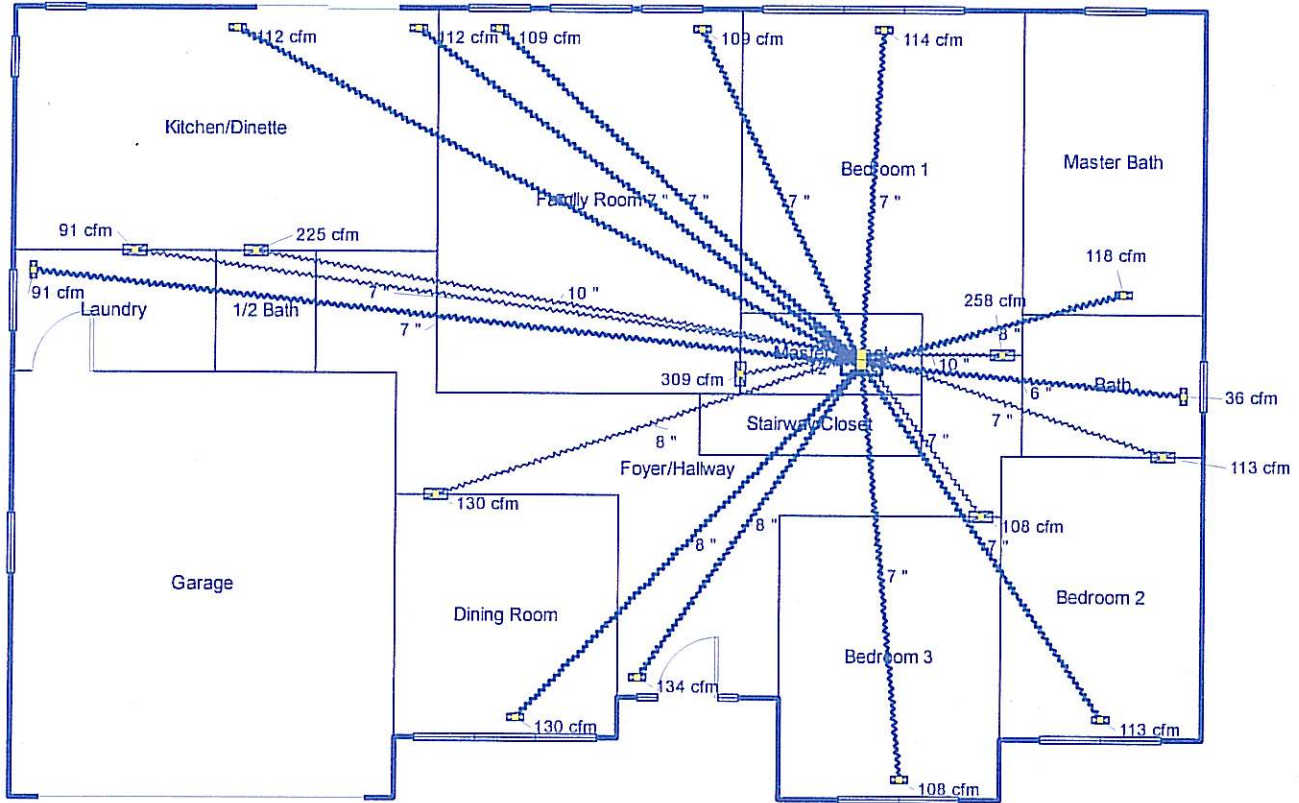 112 cfm
112 cfm
109 cfm
109 cfm
114 cfm
Kitchen/Dinette
Bedroom 1
Master Bath
Family Room
7 "
7 "
7 "
7 "
91 cfm
225 cfm
118 cfm
91 cfm
Laundry
1/2 Bath
7 "
10 "
7 "
258 cfm
8 "
Master
10 "
Bath
309 cfm
6 "
36 cfm
7 "
Stairway Closet
8 "
7 "
Foyer/Hallway
113 cfm
130 cfm
108 cfm
8 "
8 "
7 "
7 "
Garage
Dining Room
Bedroom 2
Bedroom 3
134 cfm
130 cfm
113 cfm
108 cfm